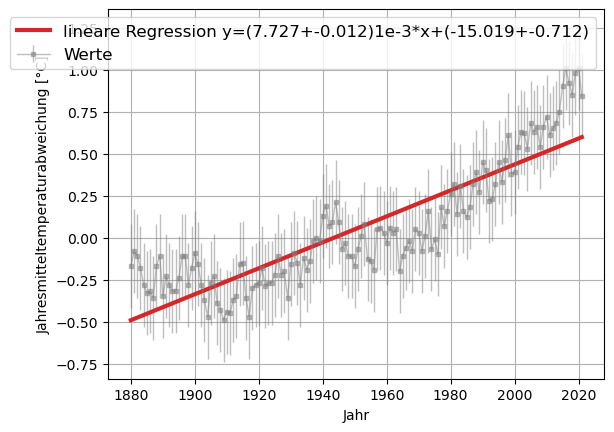 lineare Regression y=(7.727+-0.012)1e-3*x+(-15.019+-0.712)
Werte
1.25
1.00
0.75
0.50
0.25
0.00
−0.25
−0.50
−0.75
Jahresmitteltemperaturabweichung [°C]
1880 1900 1920 1940 1960 1980 2000 2020
Jahr